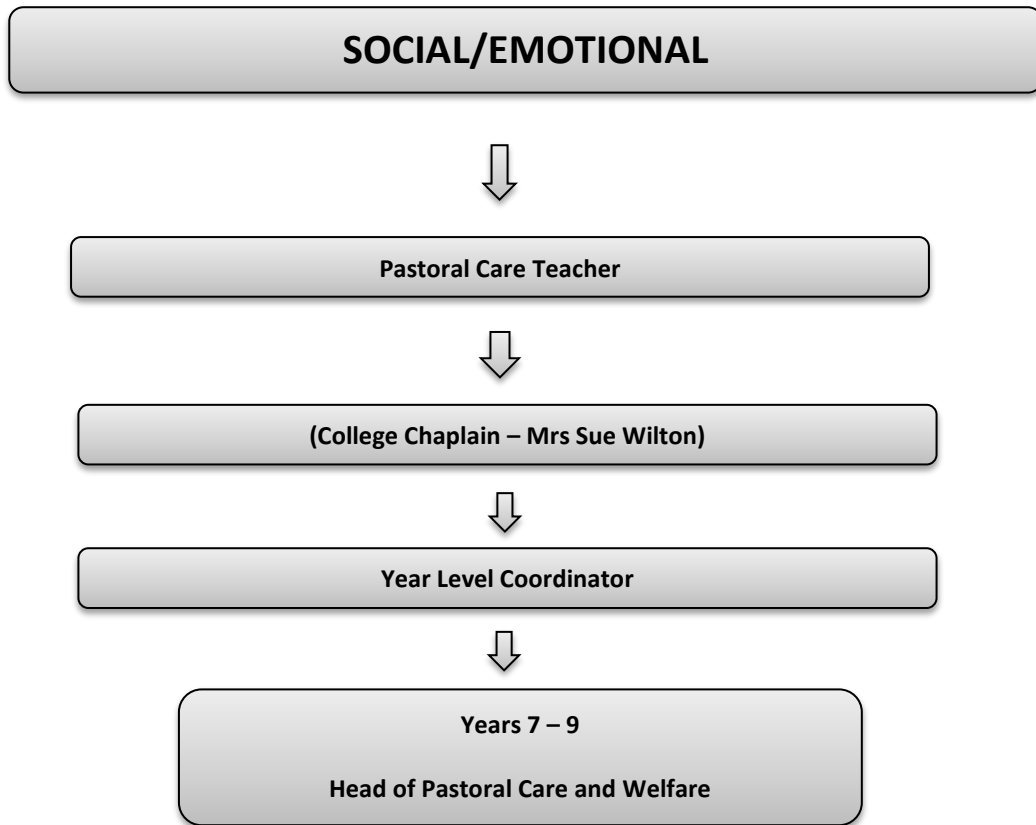 SOCIAL/EMOTIONAL
Pastoral Care Teacher
(College Chaplain – Mrs Sue Wilton)
Year Level Coordinator
Years 7 – 9
Head of Pastoral Care and Welfare